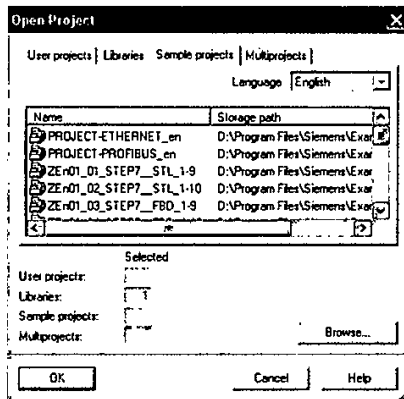 Open Project
User projects Libraries Sample projects Multiprojects
Language English
Name Storage path
PROJECT-ETHERNET_en D:\Program Files\Siemens\Exar
PROJECT-PROFIBUS_en D:\Program Files\Siemens\Exar
ZEn01_01_STEP7__STL_1-9 D:\Program Files\Siemens\Exar
ZEn01_02_STEP7__STL_1-10 D:\Program Files\Siemens\Exar
ZEn01_03_STEP7__FBD_1-9 D:\Program Files\Siemens\Exar
Selected
User projects:
Libraries: 1
Sample projects:
Multiprojects:
Browse...
OK Cancel Help